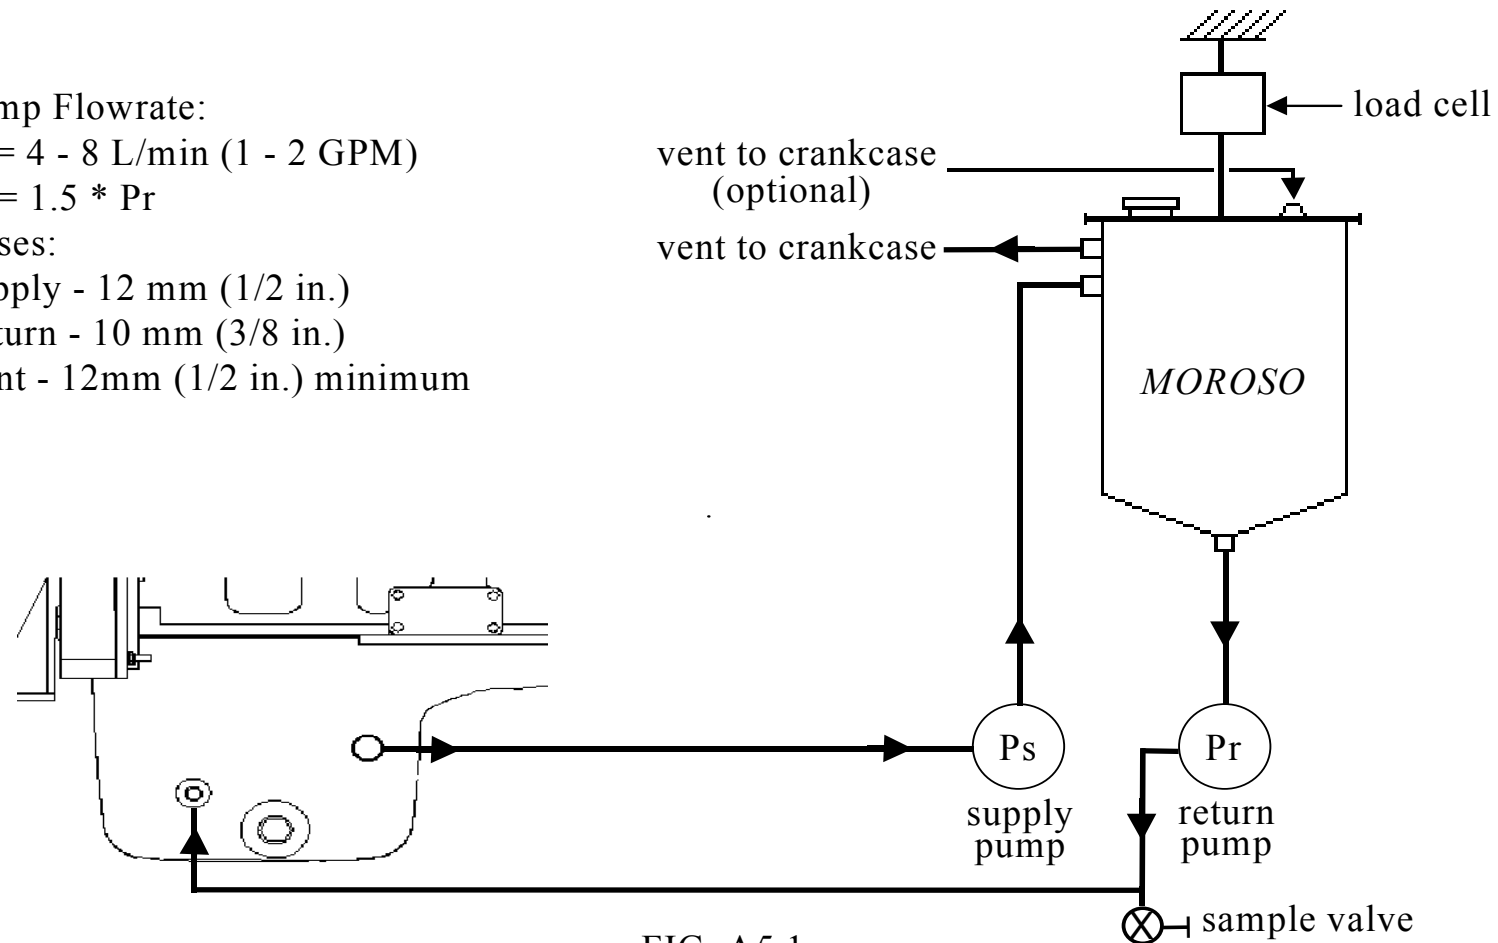 mp Flowrate:
= 4 - 8 L/min (1 - 2 GPM)
= 1.5 * Pr
ses:
pply - 12 mm (1/2 in.)
turn - 10 mm (3/8 in.)
nt - 12mm (1/2 in.) minimum
load cell
vent to crankcase
(optional)
vent to crankcase
MOROSO
Ps
Pr
supply
pump
return
pump
sample valve
FIG. A5.1